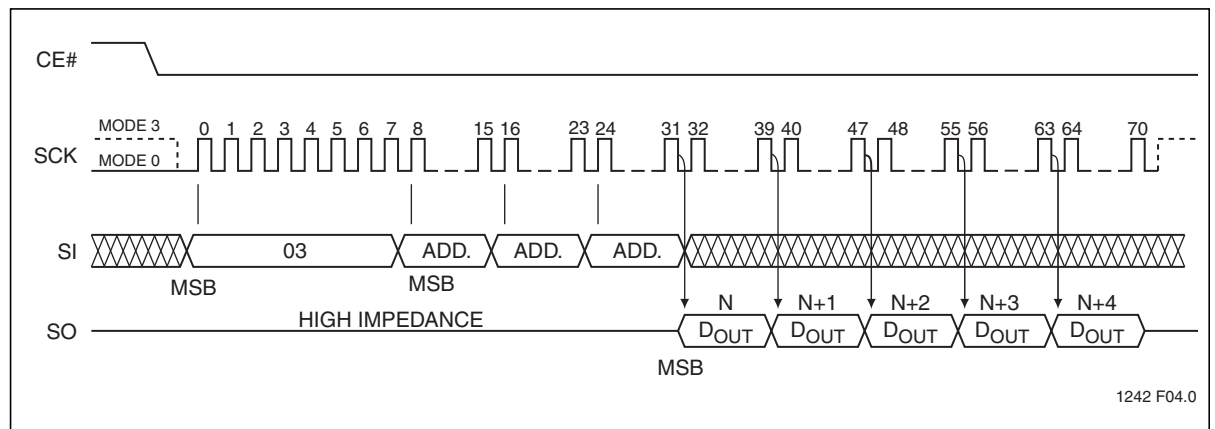 CE#
MODE 3 0 1 2 3 4 5 6 7 8 15 16 23 24 31 32 39 40 47 48 55 56 63 64 70
SCK MODE 0
SI 03 ADD. ADD. ADD.
MSB MSB
N N+1 N+2 N+3 N+4
SO HIGH IMPEDANCE DOUT DOUT DOUT DOUT DOUT
MSB
1242 F04.0